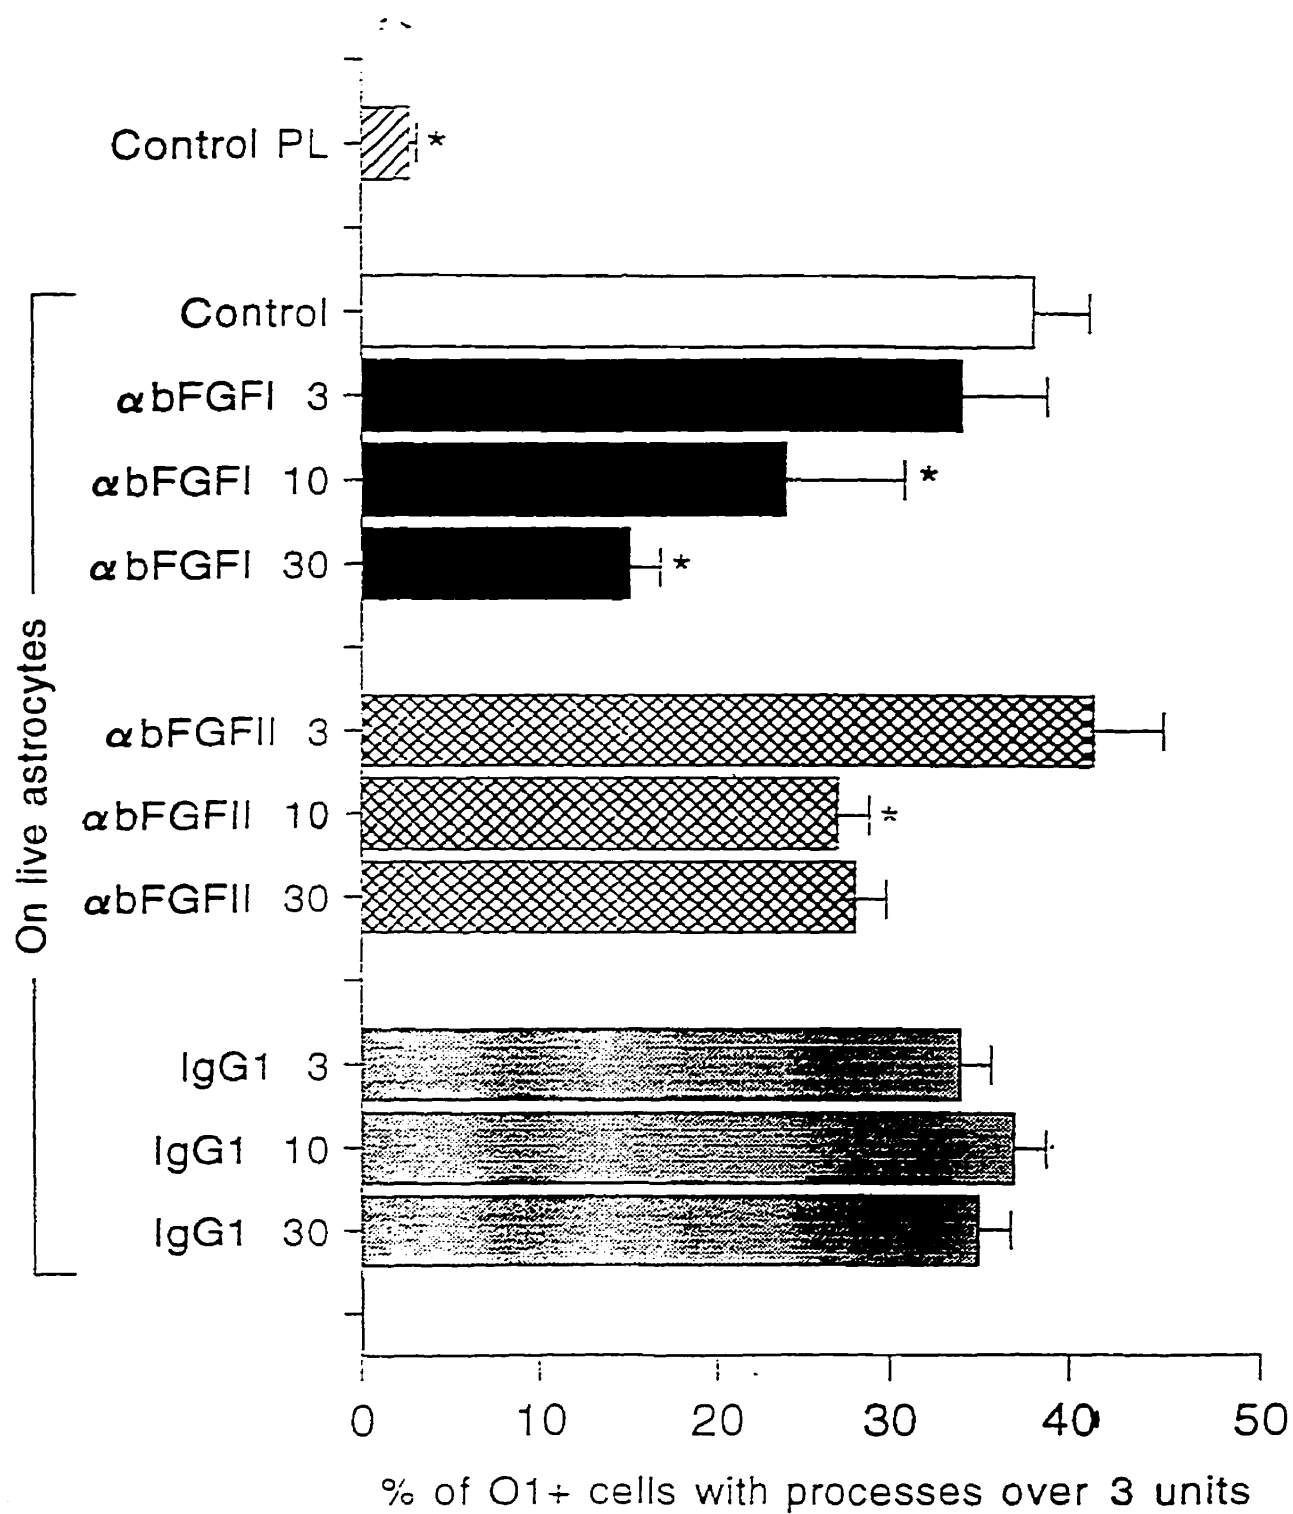 Control PL
*
Control
αbFGFI 3
αbFGFI 10
*
αbFGFI 30
*
On live astrocytes
αbFGFII 3
αbFGFII 10
*
αbFGFII 30
IgG1 3
IgG1 10
IgG1 30
0 10 20 30 40 50
% of O1+ cells with processes over 3 units